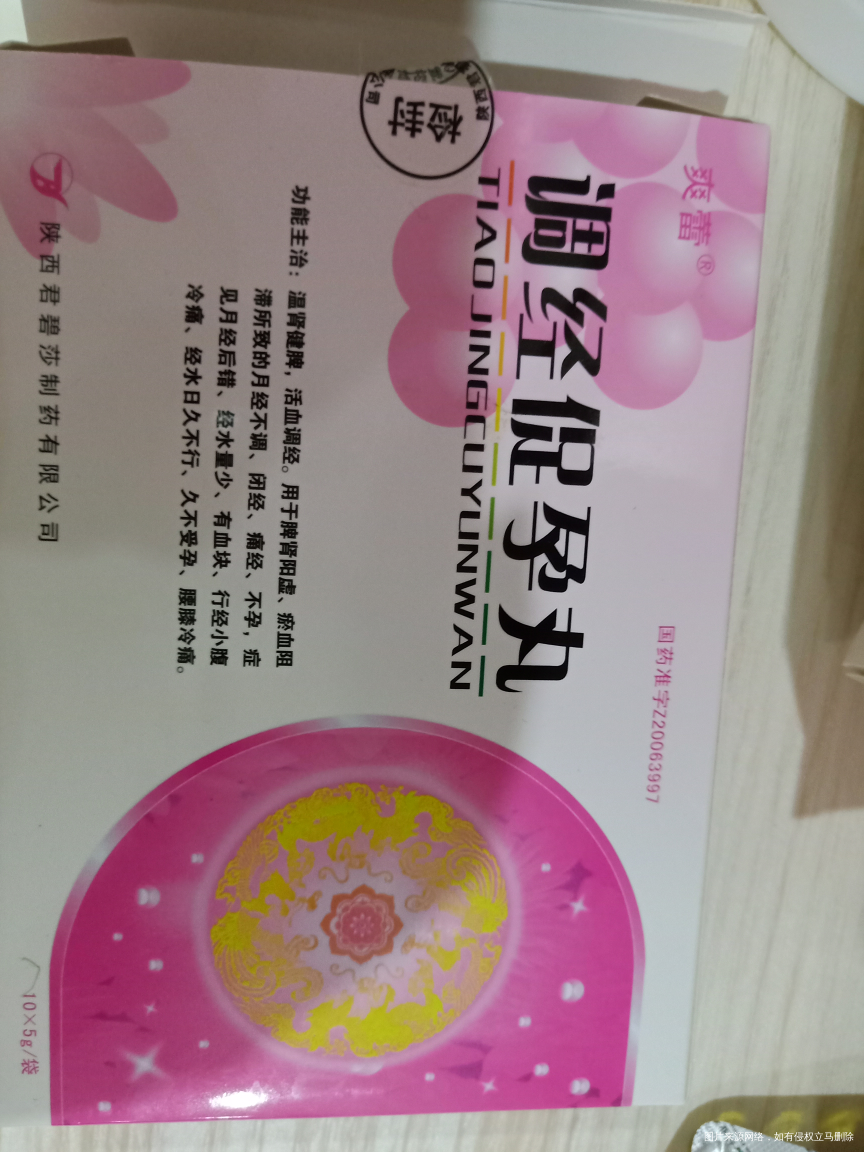 爽蕾®
国药准字Z20063997
调经促孕丸
TIAOJINGCUYUNWAN
检封
功能主治：温肾健脾，活血调经。用于脾肾阳虚、瘀血阻
滞所致的月经不调、闭经、痛经、不孕，症
见月经后错、经水量少、有血块、行经小腹
冷痛、经水日久不行、久不受孕、腰膝冷痛。
陕西君碧莎制药有限公司
10×5g/袋
图片来源网络，如有侵权立马删除